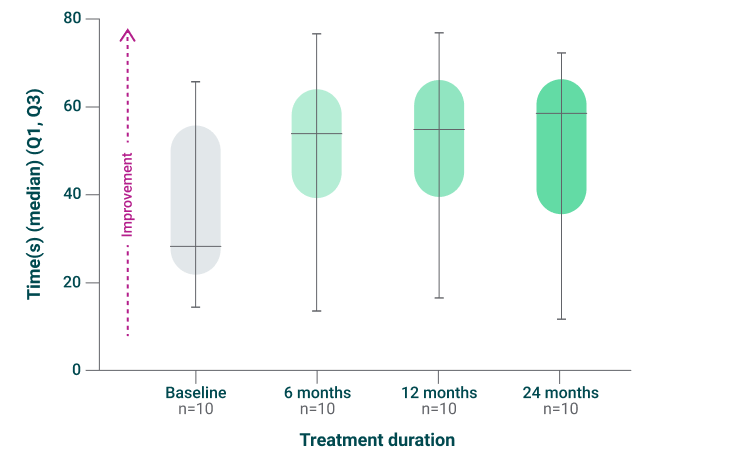 80
60
40
20
0
Time(s) (median) (Q1, Q3)
Improvement
Baseline
n=10
6 months
n=10
12 months
n=10
24 months
n=10
Treatment duration